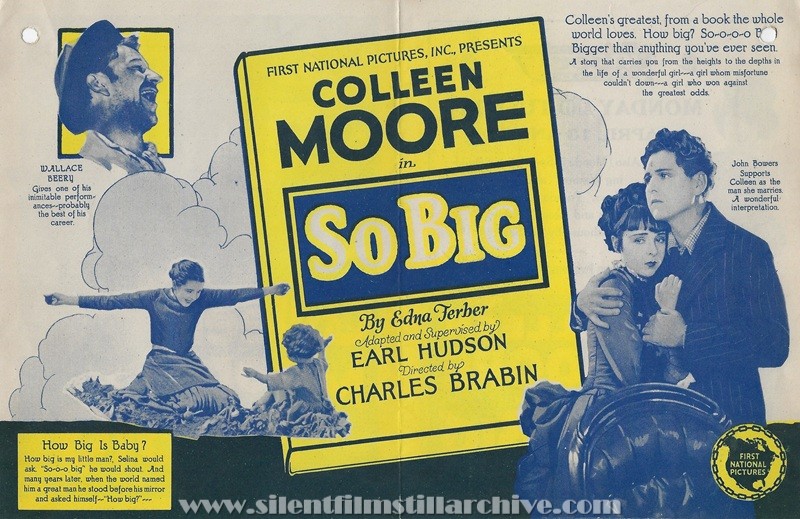 Colleen's greatest, from a book the whole
world loves. How big? So-o-o-o B
Bigger than anything you've ever seen.
A story that carries you from the heights to the depths in
the life of a wonderful girl---a girl whom misfortune
couldn't down---a girl who won against
the greatest odds.
FIRST NATIONAL PICTURES, INC., PRESENTS
COLLEEN
MOORE
in
SO BIG
By Edna Ferber
Adapted and Supervised by
EARL HUDSON
Directed by
CHARLES BRABIN
WALLACE
BEERY
Gives one of his
inimitable perform-
ances--probably
the best of his
career.
John Bowers
Supports
Colleen as the
man she marries.
A wonderful
interpretation.
How Big Is Baby?
How big is my little man?, Selina would
ask. "So-o-o big" he would shout. And
many years later, when the world named
him a great man he stood before his mirror
and asked himself--"How big?"---
FIRST
NATIONAL
PICTURES
www.silentfilmstillarchive.com